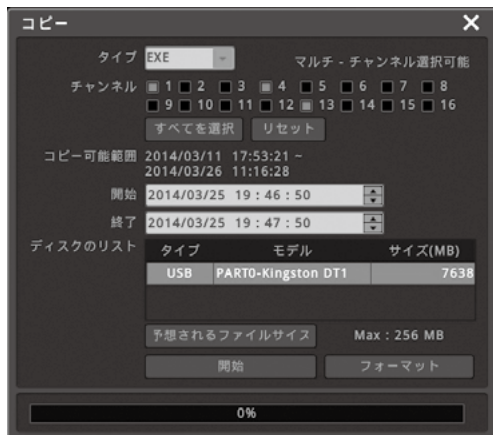 コピー
タイプ EXE マルチ - チャンネル選択可能
チャンネル 1 2 3 4 5 6 7 8
9 10 11 12 13 14 15 16
すべてを選択 リセット
コピー可能範囲 2014/03/11 17:53:21 ~
2014/03/26 11:16:28
開始 2014/03/25 19 : 46 : 50
終了 2014/03/25 19 : 47 : 50
ディスクのリスト タイプ モデル サイズ(MB)
USB PART0-Kingston DT1 7638
予想されるファイルサイズ Max : 256 MB
開始 フォーマット
0%